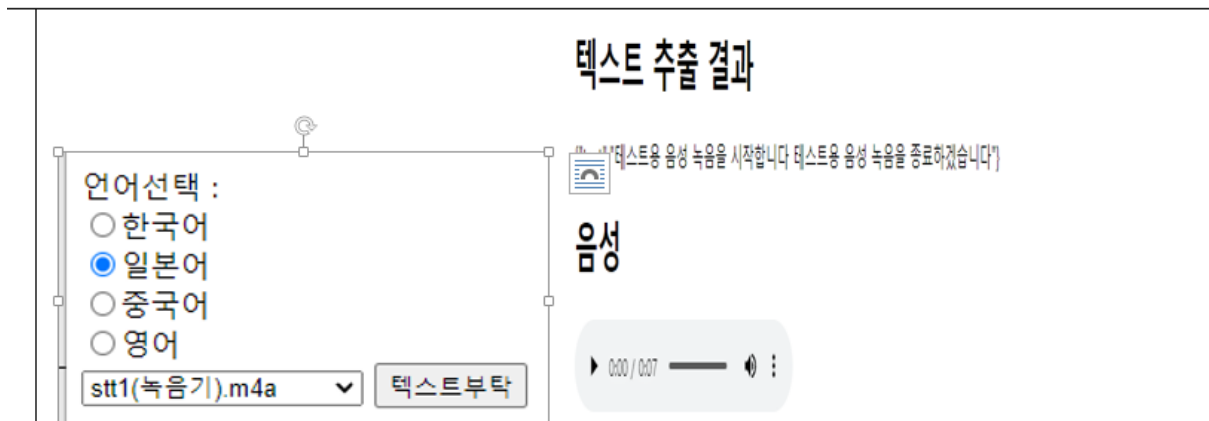 텍스트 추출 결과
"테스트용 음성 녹음을 시작합니다 테스트용 음성 녹음을 종료하겠습니다"}
언어선택 :
한국어
일본어
중국어
영어
stt1(녹음기).m4a 텍스트부탁
음성
0:00 / 0:07